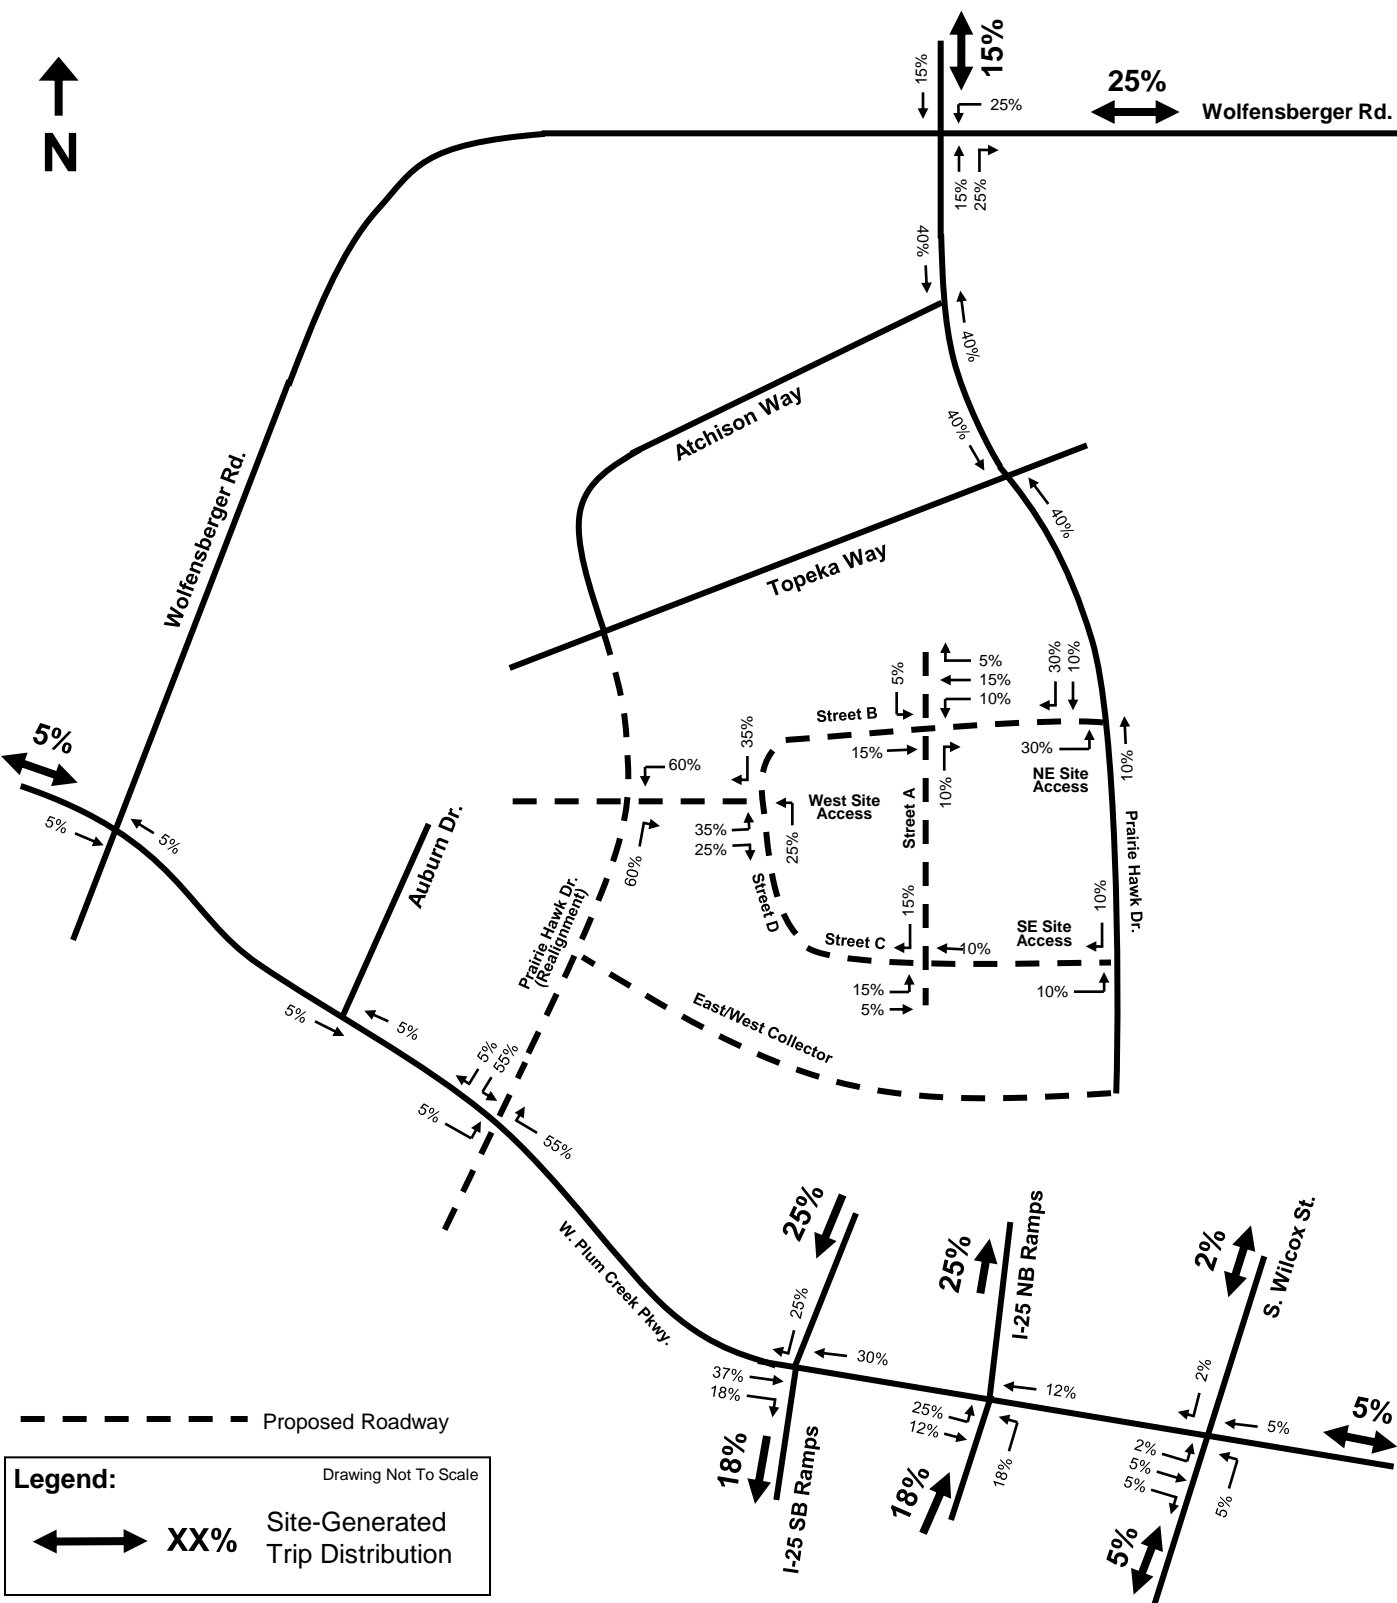 15%
25%
Wolfensberger Rd.
N
15%
25%
15%
25%
40%
40%
Atchison Way
40%
40%
Topeka Way
Wolfensberger Rd.
5%
5%
15%
10%
30%
10%
Street B
15%
10%
30%
NE Site
Access
10%
35%
60%
West Site
Access
35%
25%
25%
60%
Street A
Prairie Hawk Dr.
5%
5%
5%
Auburn Dr.
Prairie Hawk Dr.
(Realignment)
Street D
Street C
15%
10%
SE Site
Access
10%
15%
5%
10%
East/West Collector
5%
5%
5%
55%
5%
55%
W. Plum Creek Pkwy.
25%
25%
I-25 NB Ramps
2%
S. Wilcox St.
25%
30%
37%
18%
12%
25%
12%
2%
5%
5%
2%
5%
5%
18%
18%
I-25 SB Ramps
18%
5%
5%
Proposed Roadway
Legend:
Drawing Not To Scale
XX%
Site-Generated
Trip Distribution